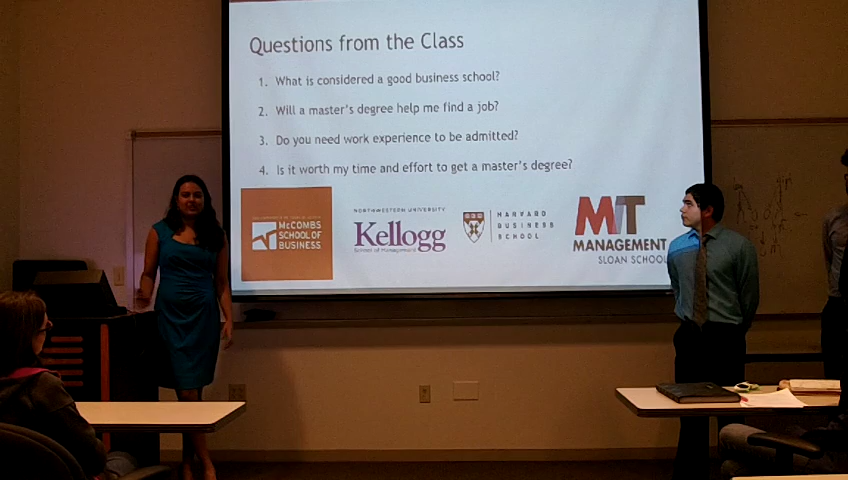 Questions from the Class
1. What is considered a good business school?
2. Will a master's degree help me find a job?
3. Do you need work experience to be admitted?
4. Is it worth my time and effort to get a master's degree?
McCOMBS
SCHOOL OF
BUSINESS
NORTHWESTERN UNIVERSITY
Kellogg
School of Management
HARVARD
BUSINESS
SCHOOL
MIT
MANAGEMENT
SLOAN SCHOOL